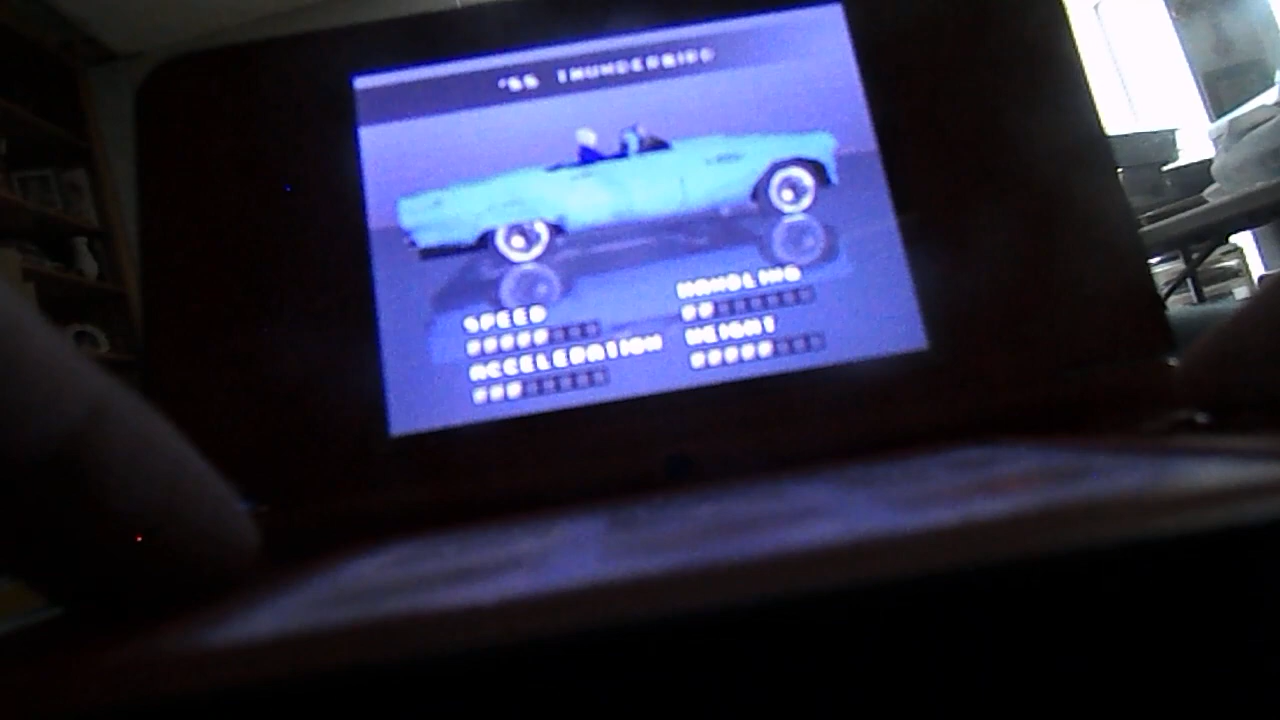 '55 THUNDERBIRD
SPEED
HANDLING
ACCELERATION
WEIGHT